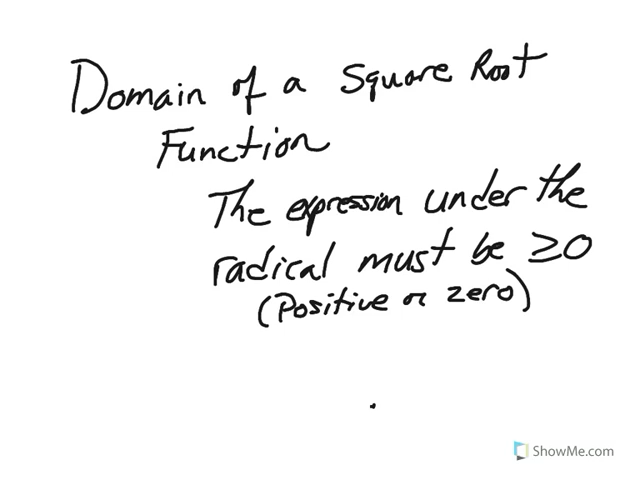 Domain of a Square Root
Function
The expression under the
radical must be ≥0
(Positive or zero)
ShowMe.com